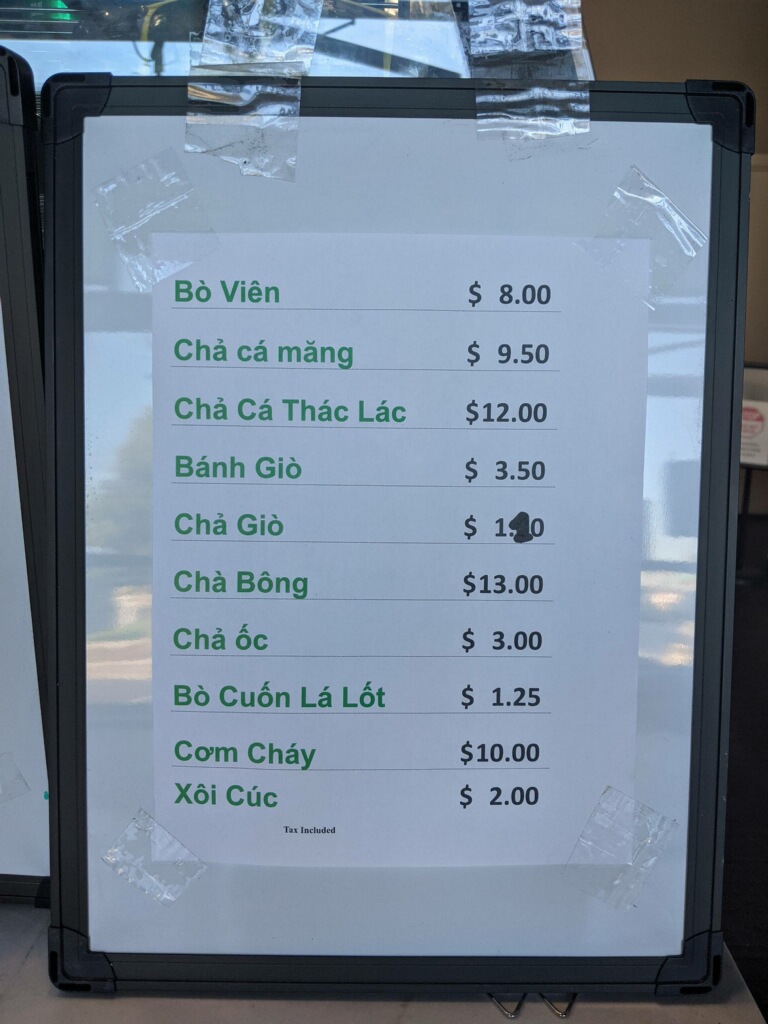 Bò Viên $ 8.00
Chả cá măng $ 9.50
Chả Cá Thác Lác $12.00
Bánh Giò $ 3.50
Chả Giò $ 1.10
Chà Bông $13.00
Chả ốc $ 3.00
Bò Cuốn Lá Lốt $ 1.25
Cơm Cháy $10.00
Xôi Cúc $ 2.00
Tax Included